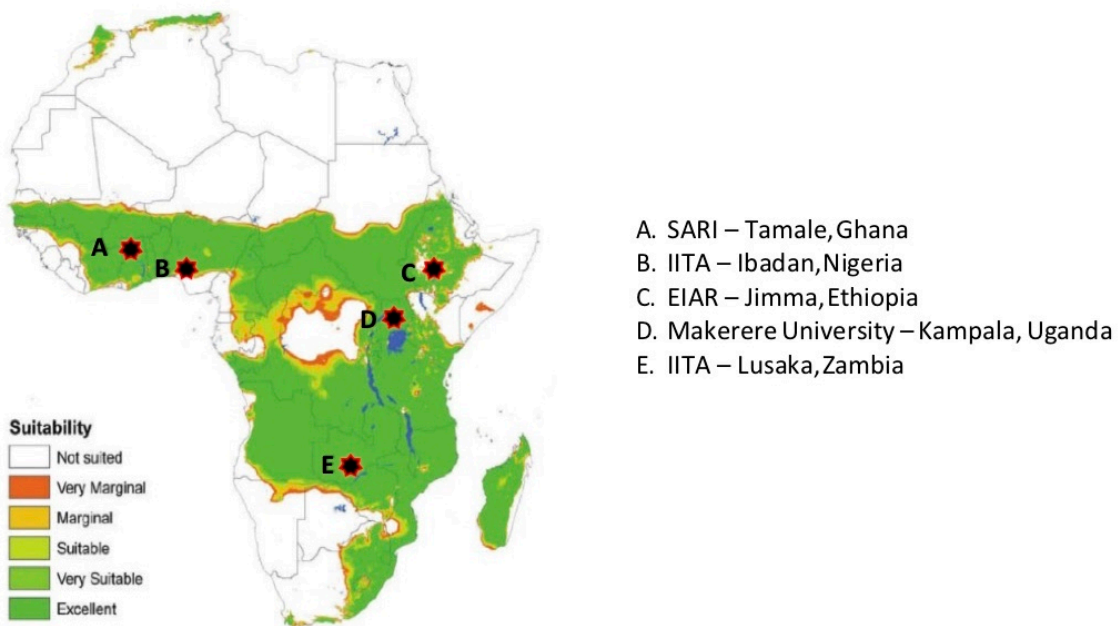 A
B
C
D
E
Suitability
Not suited
Very Marginal
Marginal
Suitable
Very Suitable
Excellent
A. SARI – Tamale, Ghana
B. IITA – Ibadan, Nigeria
C. EIAR – Jimma, Ethiopia
D. Makerere University – Kampala, Uganda
E. IITA – Lusaka, Zambia